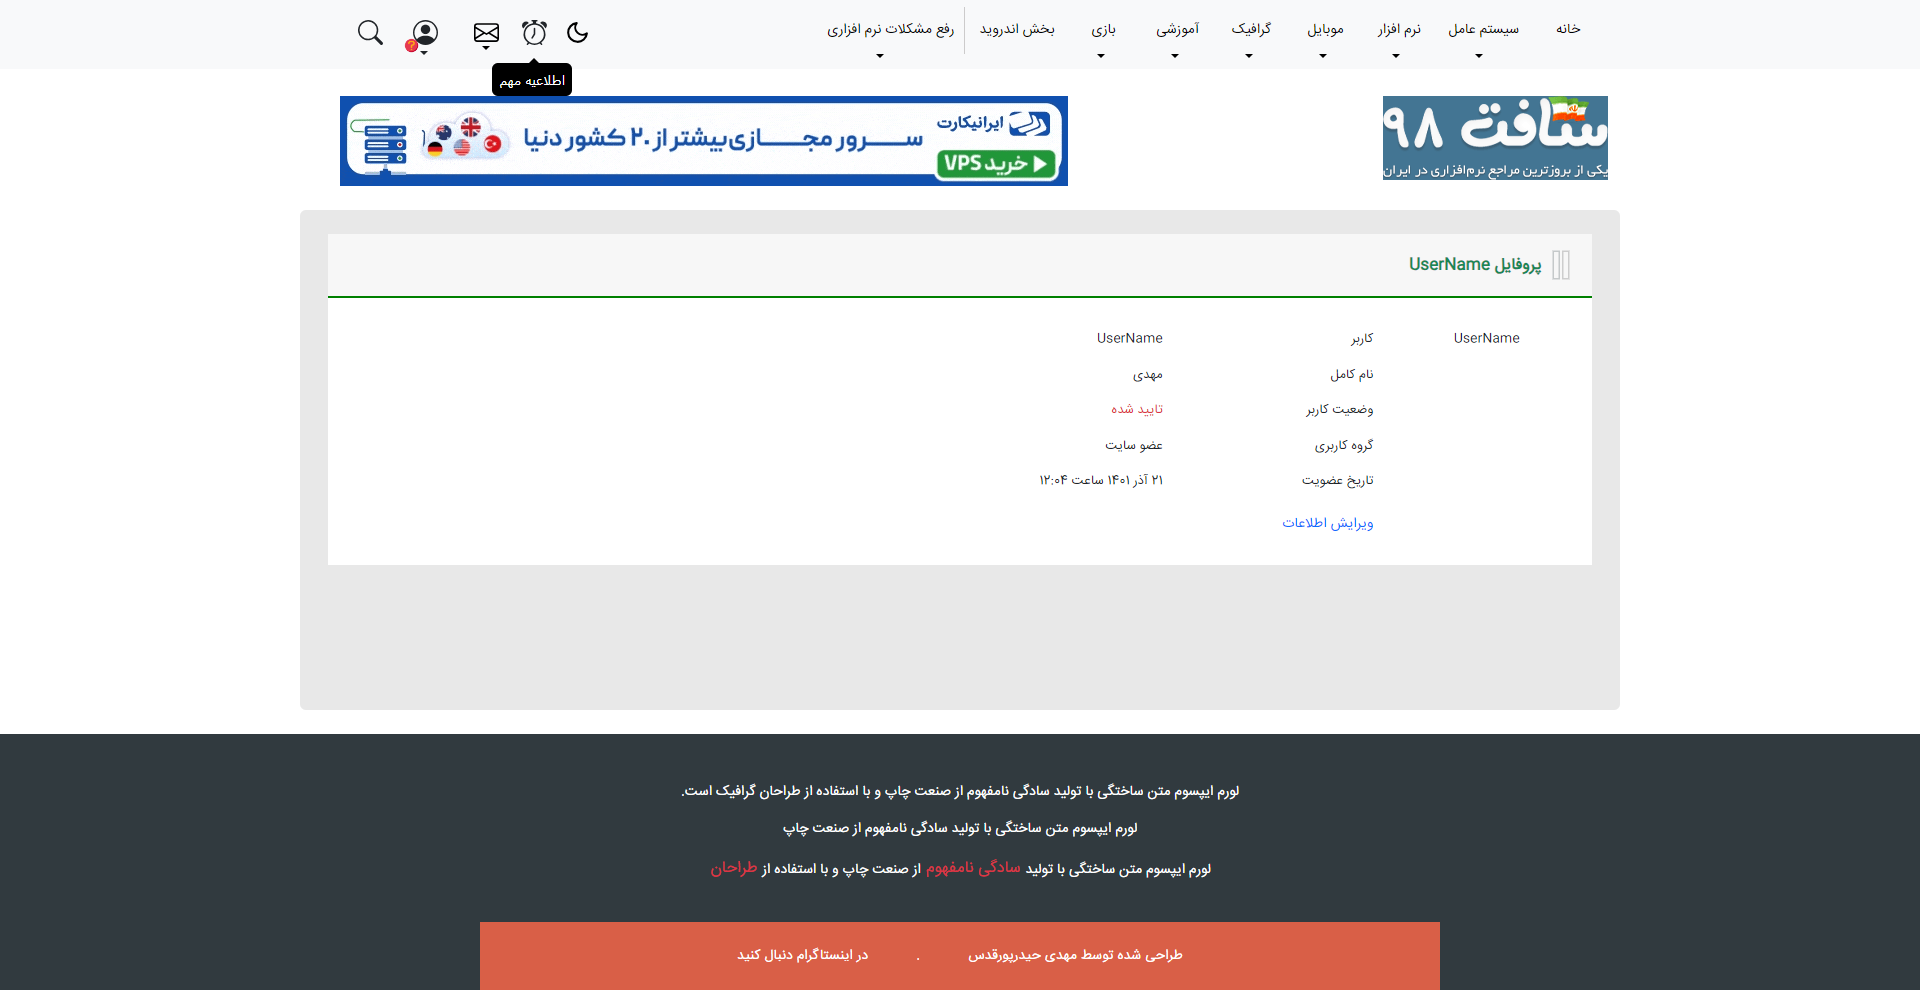 خانه
سیستم عامل
نرم افزار
موبایل
گرافیک
آموزشی
بازی
بخش اندروید
رفع مشکلات نرم افزاری
?
اطلاعیه مهم
سافت ۹۸
یکی از بروزترین مراجع نرم‌افزاری در ایران
ایرانیکارت
سرور مجازی بیشتر از ۲۰ کشور دنیا
خرید VPS
پروفایل UserName
UserName
کاربر UserName
نام کامل مهدی
وضعیت کاربر تایید شده
گروه کاربری عضو سایت
تاریخ عضویت ۲۱ آذر ۱۴۰۱ ساعت ۱۲:۰۴
ویرایش اطلاعات
لورم ایپسوم متن ساختگی با تولید سادگی نامفهوم از صنعت چاپ و با استفاده از طراحان گرافیک است.
لورم ایپسوم متن ساختگی با تولید سادگی نامفهوم از صنعت چاپ
لورم ایپسوم متن ساختگی با تولید سادگی نامفهوم از صنعت چاپ و با استفاده از طراحان
طراحی شده توسط مهدی حیدرپورقدس . در اینستاگرام دنبال کنید